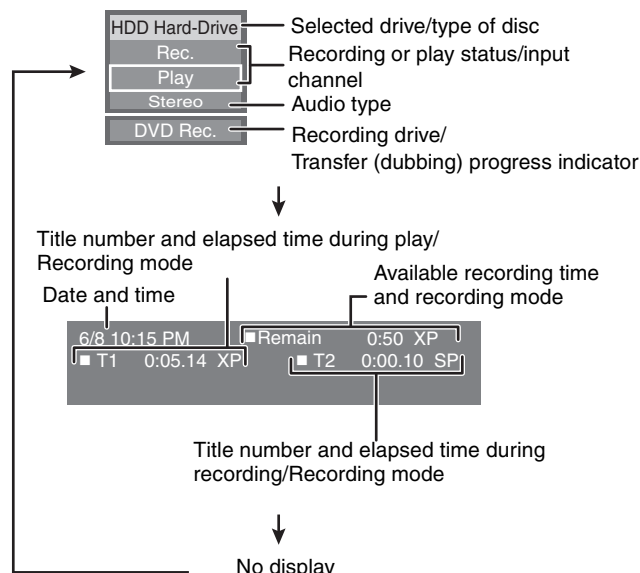 HDD Hard-Drive
Selected drive/type of disc
Rec.
Recording or play status/input
channel
Play
Stereo
Audio type
DVD Rec.
Recording drive/
Transfer (dubbing) progress indicator
Title number and elapsed time during play/
Recording mode
Available recording time
and recording mode
Date and time
6/8 10:15 PM
Remain 0:50 XP
T1 0:05.14 XP
T2 0:00.10 SP
Title number and elapsed time during
recording/Recording mode
No display